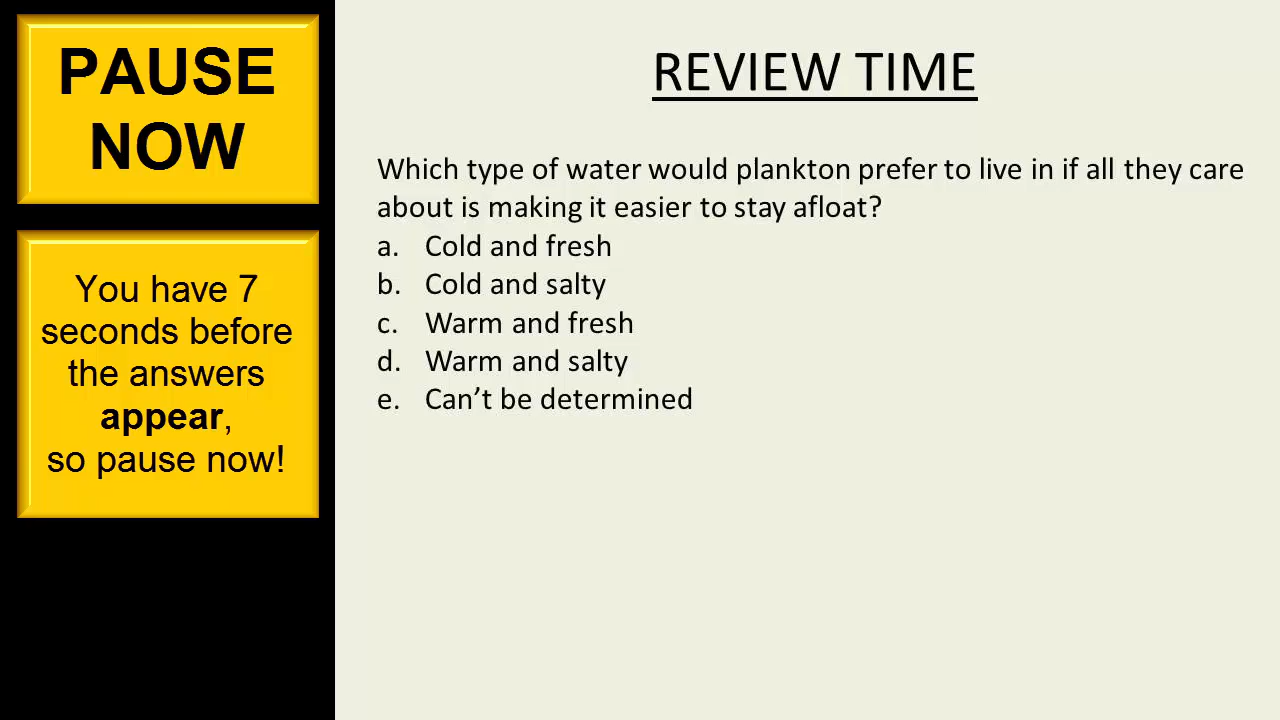 PAUSE
NOW
You have 7
seconds before
the answers
appear,
so pause now!
REVIEW TIME
Which type of water would plankton prefer to live in if all they care
about is making it easier to stay afloat?
a. Cold and fresh
b. Cold and salty
c. Warm and fresh
d. Warm and salty
e. Can’t be determined